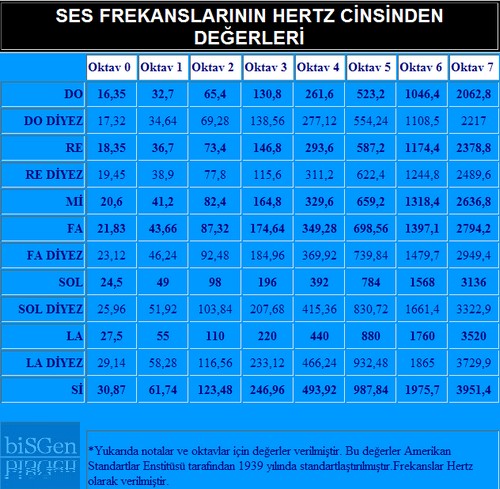 SES FREKANSLARININ HERTZ CİNSİNDEN
DEĞERLERİ
Oktav 0 Oktav 1 Oktav 2 Oktav 3 Oktav 4 Oktav 5 Oktav 6 Oktav 7
DO 16,35 32,7 65,4 130,8 261,6 523,2 1046,4 2062,8
DO DİYEZ 17,32 34,64 69,28 138,56 277,12 554,24 1108,5 2217
RE 18,35 36,7 73,4 146,8 293,6 587,2 1174,4 2378,8
RE DİYEZ 19,45 38,9 77,8 115,6 311,2 622,4 1244,8 2489,6
Mİ 20,6 41,2 82,4 164,8 329,6 659,2 1318,4 2636,8
FA 21,83 43,66 87,32 174,64 349,28 698,56 1397,1 2794,2
FA DİYEZ 23,12 46,24 92,48 184,96 369,92 739,84 1479,7 2949,4
SOL 24,5 49 98 196 392 784 1568 3136
SOL DİYEZ 25,96 51,92 103,84 207,68 415,36 830,72 1661,4 3322,9
LA 27,5 55 110 220 440 880 1760 3520
LA DİYEZ 29,14 58,28 116,56 233,12 466,24 932,48 1865 3729,9
Sİ 30,87 61,74 123,48 246,96 493,92 987,84 1975,7 3951,4
biSGen
*Yukarıda notalar ve oktavlar için değerler verilmiştir. Bu değerler Amerikan
Standartlar Enstitüsü tarafından 1939 yılında standartlaştırılmıştır.Frekanslar Hertz
olarak verilmiştir.